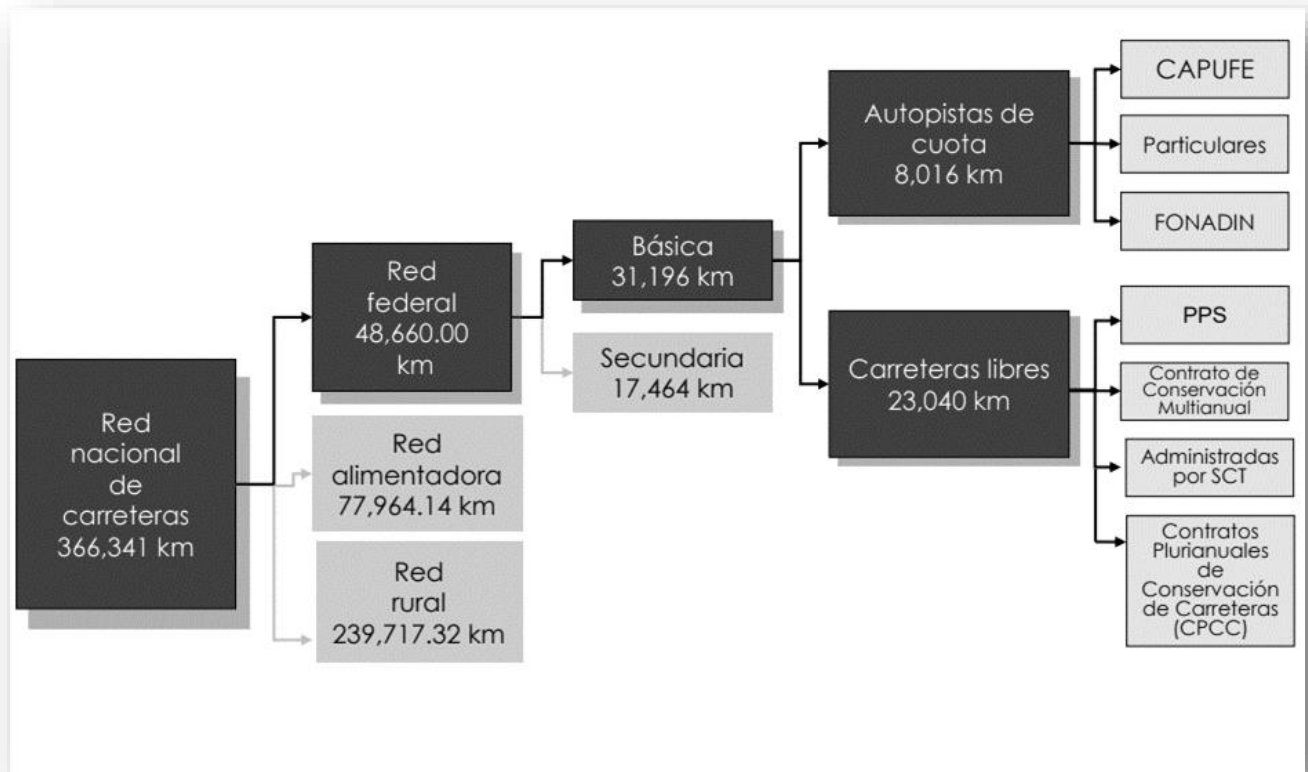 Red
nacional
de
carreteras
366,341 km
Red
federal
48,660.00
km
Red
alimentadora
77,964.14 km
Red
rural
239,717.32 km
Básica
31,196 km
Secundaria
17,464 km
Autopistas de
cuota
8,016 km
Carreteras libres
23,040 km
CAPUFE
Particulares
FONADIN
PPS
Contrato de
Conservación
Multianual
Administradas
por SCT
Contratos
Plurianuales
de
Conservación
de Carreteras
(CPCC)